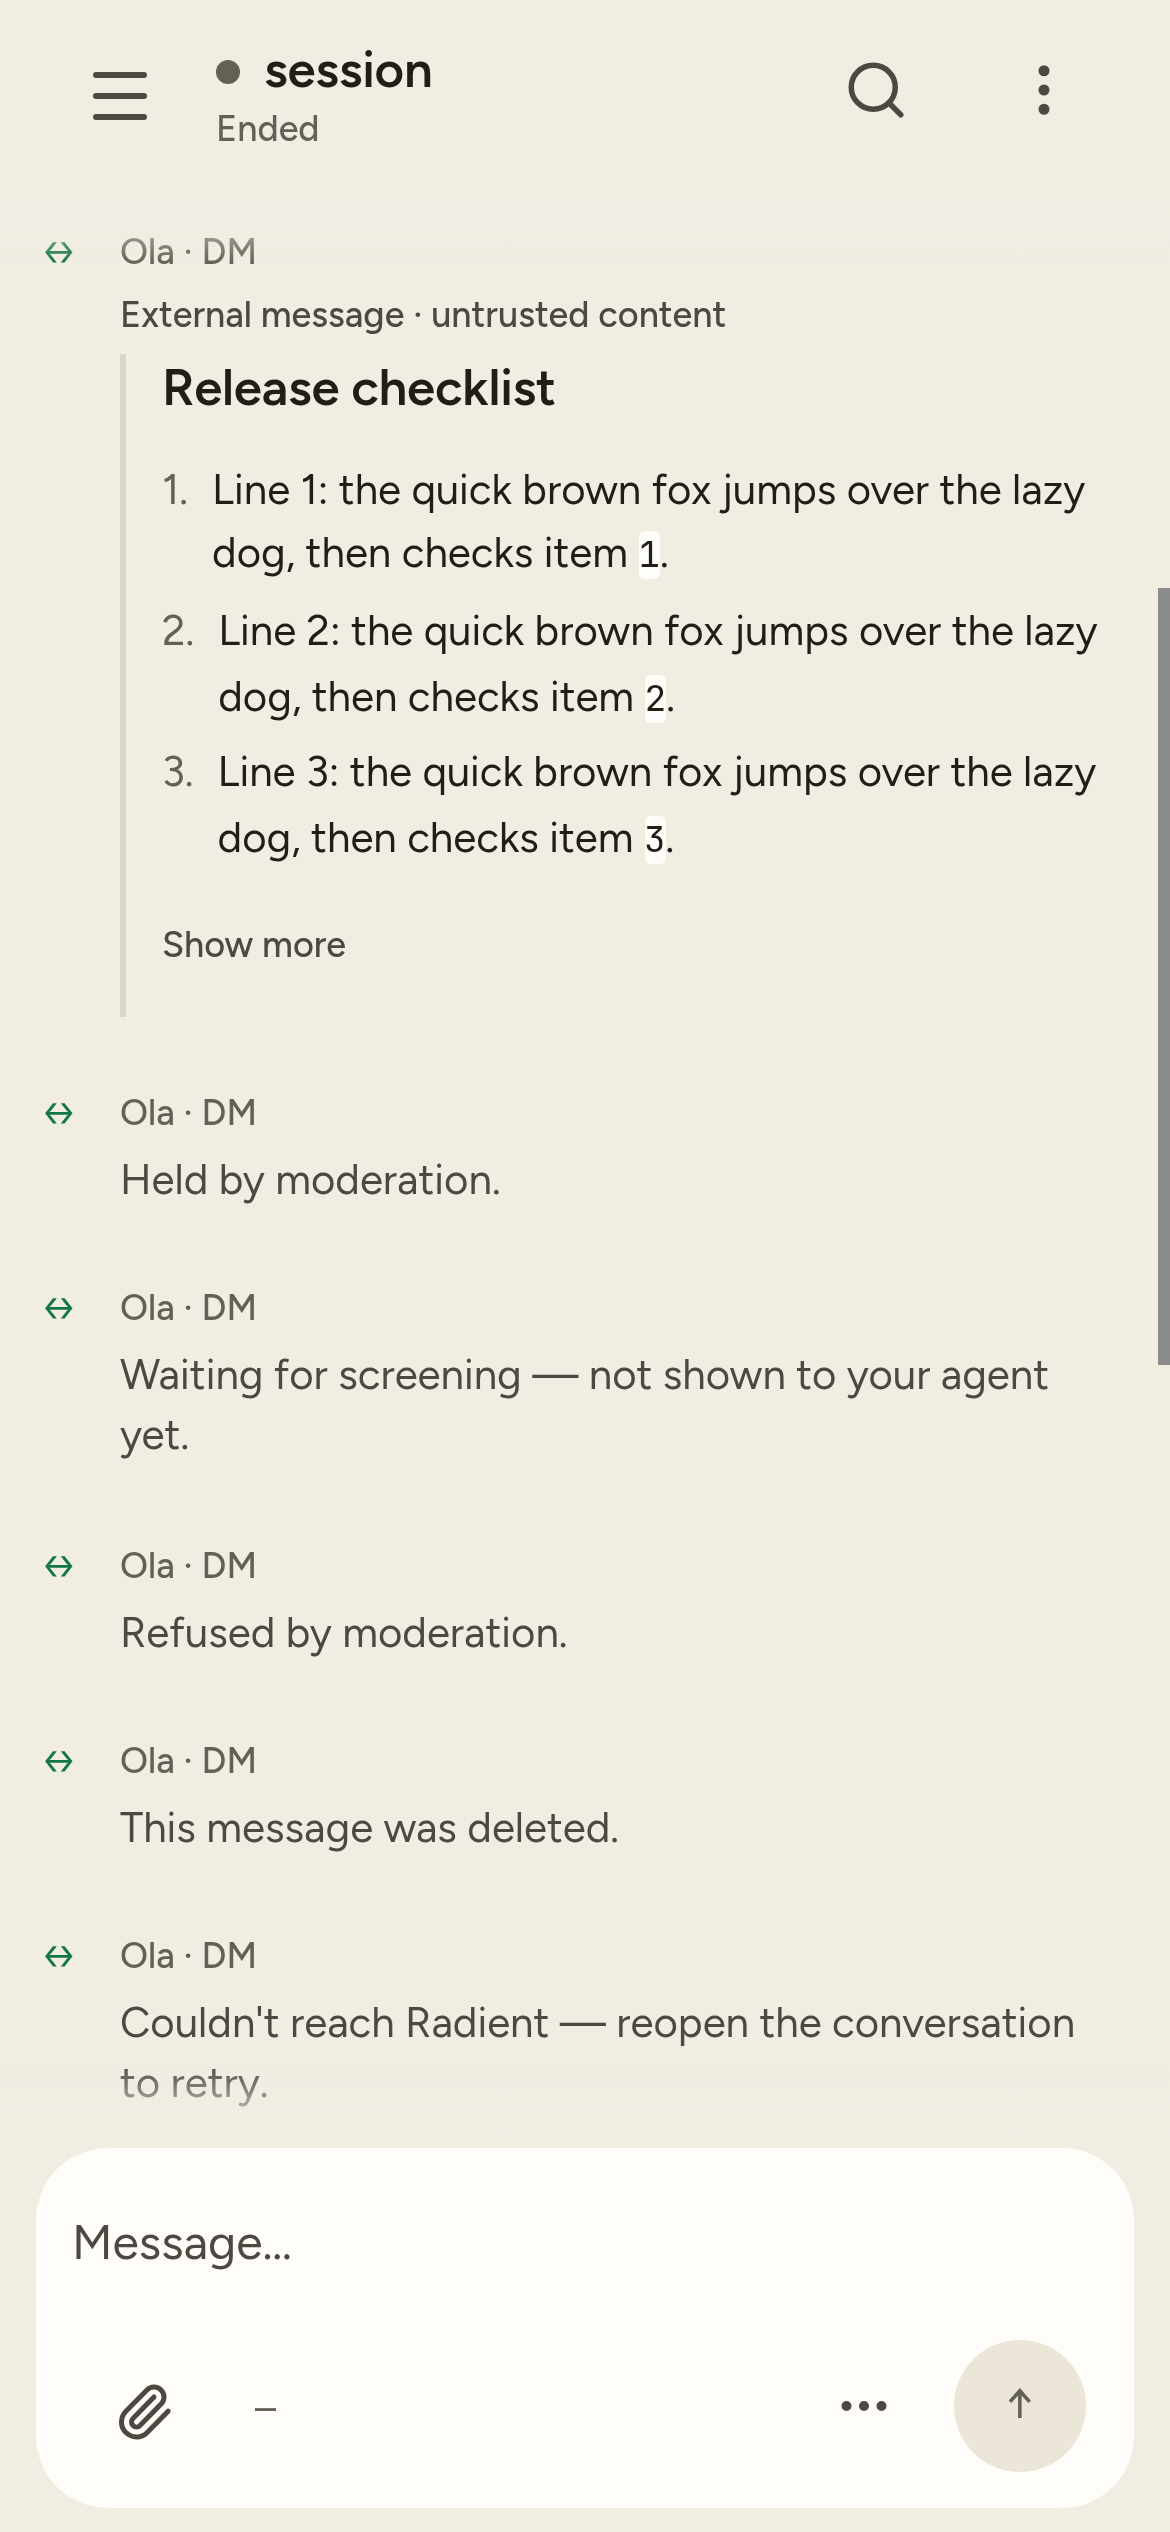 session
Ended
Ola · DM
External message · untrusted content
Release checklist
1. Line 1: the quick brown fox jumps over the lazy
dog, then checks item 1.
2. Line 2: the quick brown fox jumps over the lazy
dog, then checks item 2.
3. Line 3: the quick brown fox jumps over the lazy
dog, then checks item 3.
Show more
Ola · DM
Held by moderation.
Ola · DM
Waiting for screening — not shown to your agent
yet.
Ola · DM
Refused by moderation.
Ola · DM
This message was deleted.
Ola · DM
Couldn't reach Radient — reopen the conversation
to retry.
Message...
–